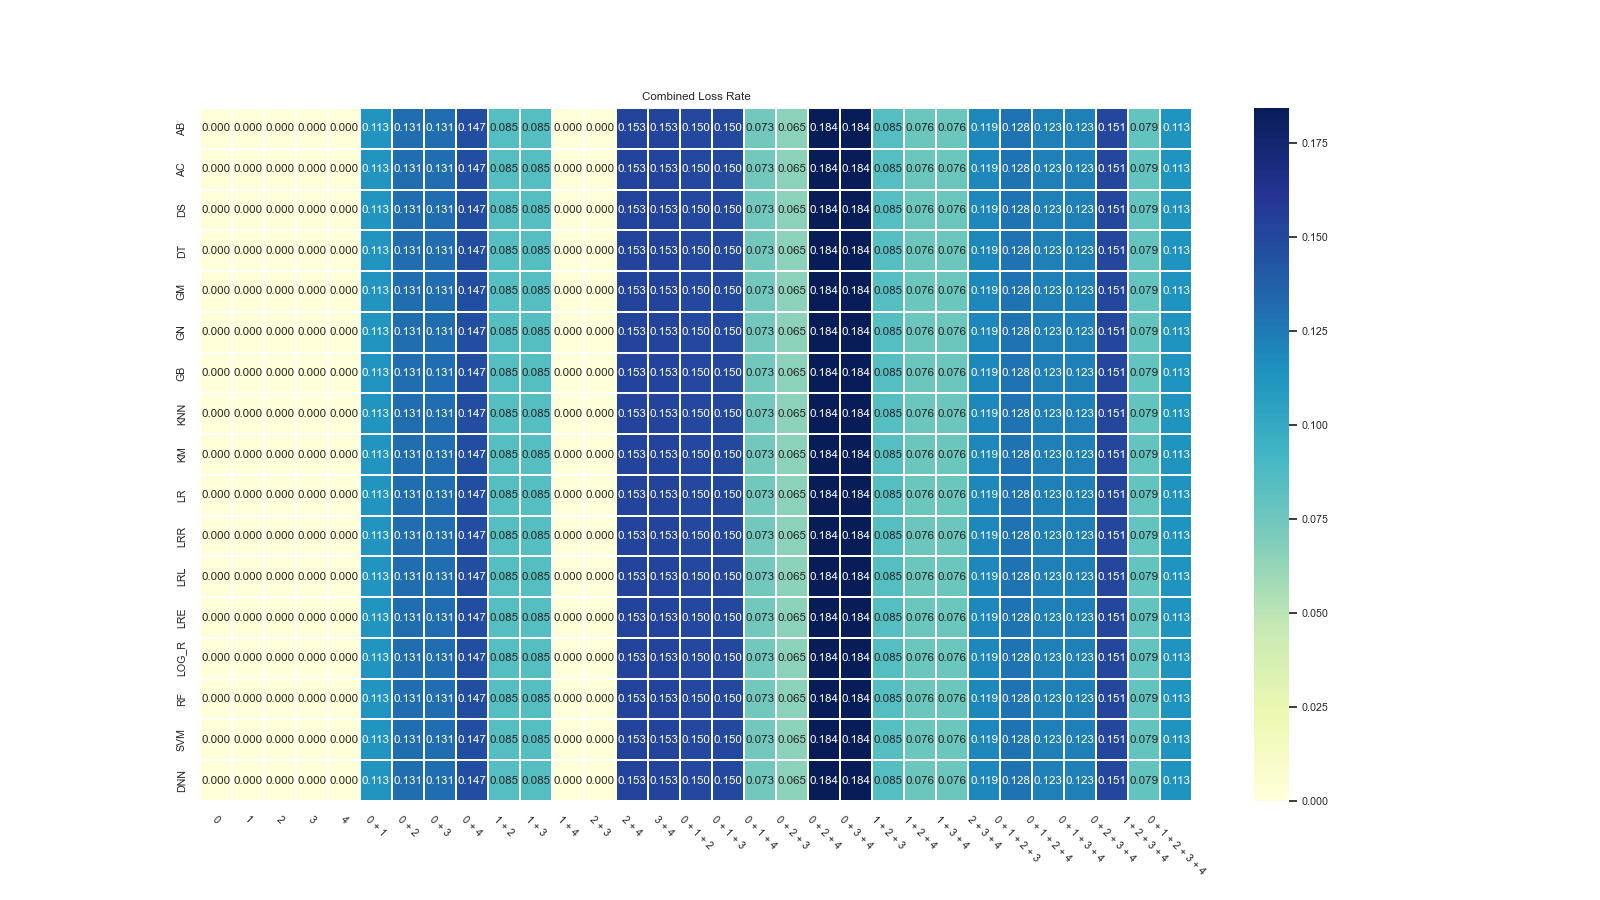 Combined Loss Rate
AB 0.000 0.000 0.000 0.000 0.000 0.113 0.131 0.131 0.147 0.085 0.085 0.000 0.000 0.153 0.153 0.150 0.150 0.073 0.065 0.184 0.184 0.085 0.076 0.076 0.119 0.128 0.123 0.123 0.151 0.079 0.113
AC 0.000 0.000 0.000 0.000 0.000 0.113 0.131 0.131 0.147 0.085 0.085 0.000 0.000 0.153 0.153 0.150 0.150 0.073 0.065 0.184 0.184 0.085 0.076 0.076 0.119 0.128 0.123 0.123 0.151 0.079 0.113
DS 0.000 0.000 0.000 0.000 0.000 0.113 0.131 0.131 0.147 0.085 0.085 0.000 0.000 0.153 0.153 0.150 0.150 0.073 0.065 0.184 0.184 0.085 0.076 0.076 0.119 0.128 0.123 0.123 0.151 0.079 0.113
DT 0.000 0.000 0.000 0.000 0.000 0.113 0.131 0.131 0.147 0.085 0.085 0.000 0.000 0.153 0.153 0.150 0.150 0.073 0.065 0.184 0.184 0.085 0.076 0.076 0.119 0.128 0.123 0.123 0.151 0.079 0.113
GM 0.000 0.000 0.000 0.000 0.000 0.113 0.131 0.131 0.147 0.085 0.085 0.000 0.000 0.153 0.153 0.150 0.150 0.073 0.065 0.184 0.184 0.085 0.076 0.076 0.119 0.128 0.123 0.123 0.151 0.079 0.113
GN 0.000 0.000 0.000 0.000 0.000 0.113 0.131 0.131 0.147 0.085 0.085 0.000 0.000 0.153 0.153 0.150 0.150 0.073 0.065 0.184 0.184 0.085 0.076 0.076 0.119 0.128 0.123 0.123 0.151 0.079 0.113
GB 0.000 0.000 0.000 0.000 0.000 0.113 0.131 0.131 0.147 0.085 0.085 0.000 0.000 0.153 0.153 0.150 0.150 0.073 0.065 0.184 0.184 0.085 0.076 0.076 0.119 0.128 0.123 0.123 0.151 0.079 0.113
KNN 0.000 0.000 0.000 0.000 0.000 0.113 0.131 0.131 0.147 0.085 0.085 0.000 0.000 0.153 0.153 0.150 0.150 0.073 0.065 0.184 0.184 0.085 0.076 0.076 0.119 0.128 0.123 0.123 0.151 0.079 0.113
KM 0.000 0.000 0.000 0.000 0.000 0.113 0.131 0.131 0.147 0.085 0.085 0.000 0.000 0.153 0.153 0.150 0.150 0.073 0.065 0.184 0.184 0.085 0.076 0.076 0.119 0.128 0.123 0.123 0.151 0.079 0.113
LR 0.000 0.000 0.000 0.000 0.000 0.113 0.131 0.131 0.147 0.085 0.085 0.000 0.000 0.153 0.153 0.150 0.150 0.073 0.065 0.184 0.184 0.085 0.076 0.076 0.119 0.128 0.123 0.123 0.151 0.079 0.113
LRR 0.000 0.000 0.000 0.000 0.000 0.113 0.131 0.131 0.147 0.085 0.085 0.000 0.000 0.153 0.153 0.150 0.150 0.073 0.065 0.184 0.184 0.085 0.076 0.076 0.119 0.128 0.123 0.123 0.151 0.079 0.113
LRL 0.000 0.000 0.000 0.000 0.000 0.113 0.131 0.131 0.147 0.085 0.085 0.000 0.000 0.153 0.153 0.150 0.150 0.073 0.065 0.184 0.184 0.085 0.076 0.076 0.119 0.128 0.123 0.123 0.151 0.079 0.113
LRE 0.000 0.000 0.000 0.000 0.000 0.113 0.131 0.131 0.147 0.085 0.085 0.000 0.000 0.153 0.153 0.150 0.150 0.073 0.065 0.184 0.184 0.085 0.076 0.076 0.119 0.128 0.123 0.123 0.151 0.079 0.113
LOG_R 0.000 0.000 0.000 0.000 0.000 0.113 0.131 0.131 0.147 0.085 0.085 0.000 0.000 0.153 0.153 0.150 0.150 0.073 0.065 0.184 0.184 0.085 0.076 0.076 0.119 0.128 0.123 0.123 0.151 0.079 0.113
RF 0.000 0.000 0.000 0.000 0.000 0.113 0.131 0.131 0.147 0.085 0.085 0.000 0.000 0.153 0.153 0.150 0.150 0.073 0.065 0.184 0.184 0.085 0.076 0.076 0.119 0.128 0.123 0.123 0.151 0.079 0.113
SVM 0.000 0.000 0.000 0.000 0.000 0.113 0.131 0.131 0.147 0.085 0.085 0.000 0.000 0.153 0.153 0.150 0.150 0.073 0.065 0.184 0.184 0.085 0.076 0.076 0.119 0.128 0.123 0.123 0.151 0.079 0.113
DNN 0.000 0.000 0.000 0.000 0.000 0.113 0.131 0.131 0.147 0.085 0.085 0.000 0.000 0.153 0.153 0.150 0.150 0.073 0.065 0.184 0.184 0.085 0.076 0.076 0.119 0.128 0.123 0.123 0.151 0.079 0.113
0
1
2
3
4
0 + 1
0 + 2
0 + 3
0 + 4
1 + 2
1 + 3
1 + 4
2 + 3
2 + 4
3 + 4
0 + 1 + 2
0 + 1 + 3
0 + 1 + 4
0 + 2 + 3
0 + 2 + 4
0 + 3 + 4
1 + 2 + 3
1 + 2 + 4
1 + 3 + 4
2 + 3 + 4
0 + 1 + 2 + 3
0 + 1 + 2 + 4
0 + 1 + 3 + 4
0 + 2 + 3 + 4
1 + 2 + 3 + 4
0 + 1 + 2 + 3 + 4
0.175
0.150
0.125
0.100
0.075
0.050
0.025
0.000